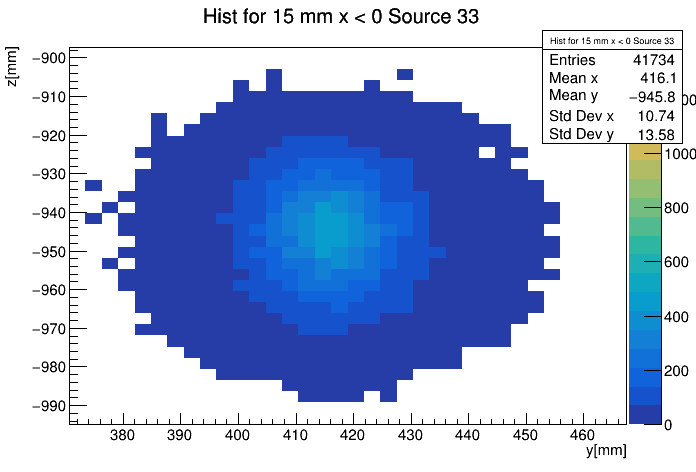 Hist for 15 mm x < 0 Source 33
Hist for 15 mm x < 0 Source 33
Entries 41734
Mean x 416.1
Mean y −945.8
Std Dev x 10.74
Std Dev y 13.58
z[mm]
−900
−910
−920
−930
−940
−950
−960
−970
−980
−990
380 390 400 410 420 430 440 450 460
y[mm]
1000
800
600
400
200
0